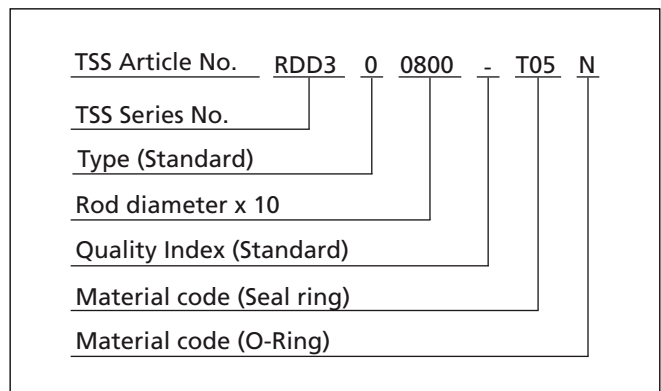 TSS Article No. RDD3 0 0800 - T05 N
TSS Series No.
Type (Standard)
Rod diameter x 10
Quality Index (Standard)
Material code (Seal ring)
Material code (O-Ring)